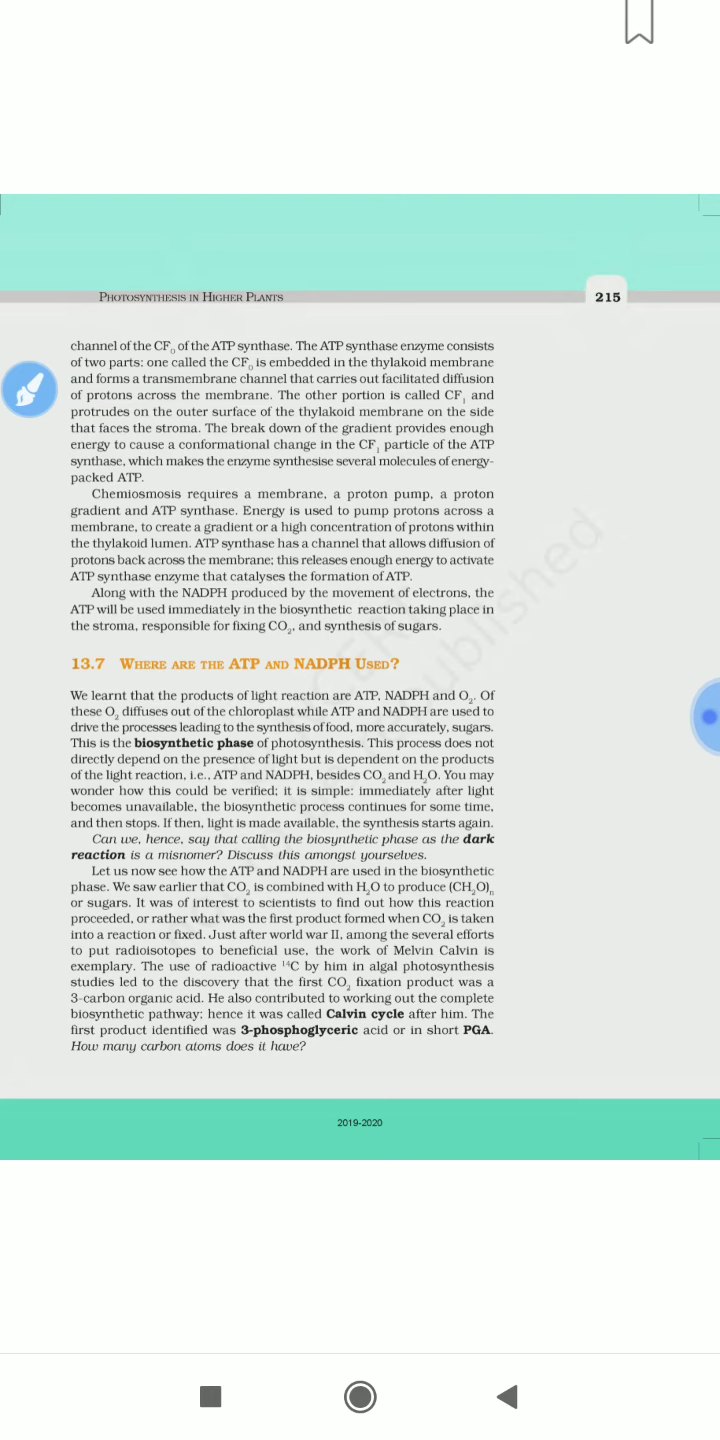 PHOTOSYNTHESIS IN HIGHER PLANTS
215
channel of the CF₀ of the ATP synthase. The ATP synthase enzyme consists
of two parts: one called the CF₀ is embedded in the thylakoid membrane
and forms a transmembrane channel that carries out facilitated diffusion
of protons across the membrane. The other portion is called CF₁ and
protrudes on the outer surface of the thylakoid membrane on the side
that faces the stroma. The break down of the gradient provides enough
energy to cause a conformational change in the CF₁ particle of the ATP
synthase, which makes the enzyme synthesise several molecules of energy-
packed ATP.
Chemiosmosis requires a membrane, a proton pump, a proton
gradient and ATP synthase. Energy is used to pump protons across a
membrane, to create a gradient or a high concentration of protons within
the thylakoid lumen. ATP synthase has a channel that allows diffusion of
protons back across the membrane; this releases enough energy to activate
ATP synthase enzyme that catalyses the formation of ATP.
Along with the NADPH produced by the movement of electrons, the
ATP will be used immediately in the biosynthetic reaction taking place in
the stroma, responsible for fixing CO₂, and synthesis of sugars.
13.7 WHERE ARE THE ATP AND NADPH USED?
We learnt that the products of light reaction are ATP, NADPH and O₂. Of
these O₂ diffuses out of the chloroplast while ATP and NADPH are used to
drive the processes leading to the synthesis of food, more accurately, sugars.
This is the biosynthetic phase of photosynthesis. This process does not
directly depend on the presence of light but is dependent on the products
of the light reaction, i.e., ATP and NADPH, besides CO₂ and H₂O. You may
wonder how this could be verified; it is simple: immediately after light
becomes unavailable, the biosynthetic process continues for some time,
and then stops. If then, light is made available, the synthesis starts again.
Can we, hence, say that calling the biosynthetic phase as the dark
reaction is a misnomer? Discuss this amongst yourselves.
Let us now see how the ATP and NADPH are used in the biosynthetic
phase. We saw earlier that CO₂ is combined with H₂O to produce (CH₂O)ₙ
or sugars. It was of interest to scientists to find out how this reaction
proceeded, or rather what was the first product formed when CO₂ is taken
into a reaction or fixed. Just after world war II, among the several efforts
to put radioisotopes to beneficial use, the work of Melvin Calvin is
exemplary. The use of radioactive ¹⁴C by him in algal photosynthesis
studies led to the discovery that the first CO₂ fixation product was a
3-carbon organic acid. He also contributed to working out the complete
biosynthetic pathway; hence it was called Calvin cycle after him. The
first product identified was 3-phosphoglyceric acid or in short PGA.
How many carbon atoms does it have?
2019-2020